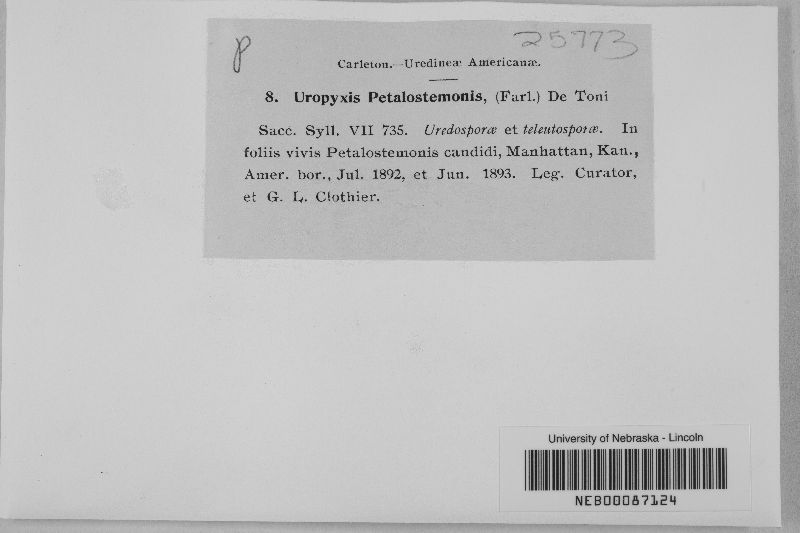 P
25773
Carleton.—Uredineæ Americanæ.
8. Uropyxis Petalostemonis, (Farl.) De Toni
Sacc. Syll. VII 735. Uredosporæ et teleutosporæ. In
foliis vivis Petalostemonis candidi, Manhattan, Kan.,
Amer. bor., Jul. 1892, et Jun. 1893. Leg. Curator,
et G. L. Clothier.
University of Nebraska - Lincoln
NEB00087124